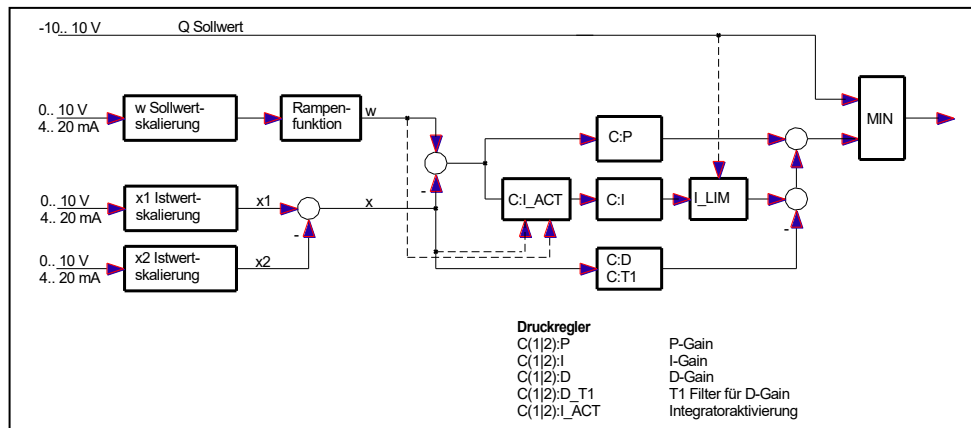 -10.. 10 V Q Sollwert
0.. 10 V
4.. 20 mA
w Sollwert-
skalierung
Rampen-
funktion
w
MIN
C:P
-
0.. 10 V
4.. 20 mA
x1 Istwert-
skalierung
x1
x
C:I_ACT
C:I
I_LIM
-
-
0.. 10 V
4.. 20 mA
x2 Istwert-
skalierung
x2
C:D
C:T1
Druckregler
C(1|2):P P-Gain
C(1|2):I I-Gain
C(1|2):D D-Gain
C(1|2):D_T1 T1 Filter für D-Gain
C(1|2):I_ACT Integratoraktivierung